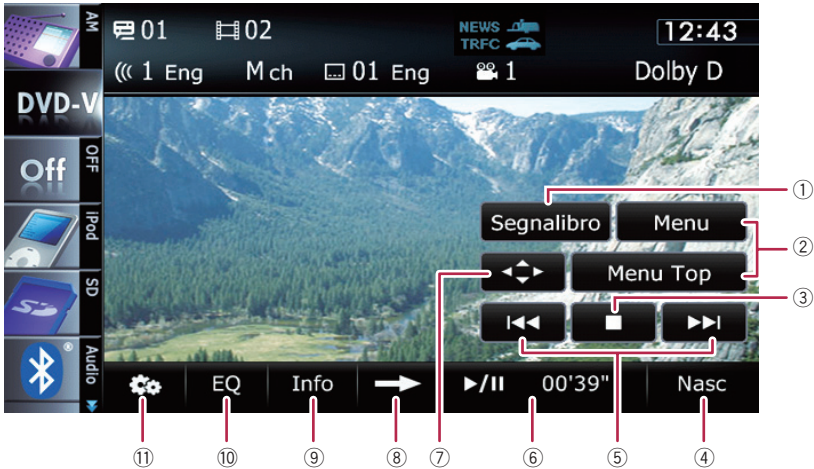 AM
01 02 NEWS 12:43
TRFC
1 Eng M ch 01 Eng 1 Dolby D
DVD-V
Off OFF
iPod
SD
Audio
®
Segnalibro Menu
Menu Top
EQ Info 00'39" Nasc
①
②
③
④
⑤
⑥
⑦
⑧
⑨
⑩
⑪